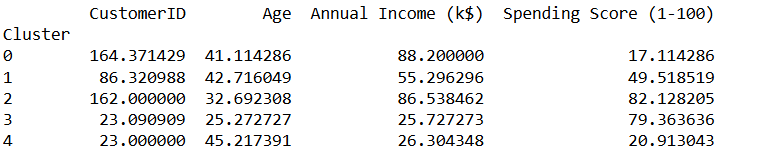 CustomerID Age Annual Income (k$) Spending Score (1-100)
Cluster
0 164.371429 41.114286 88.200000 17.114286
1 86.320988 42.716049 55.296296 49.518519
2 162.000000 32.692308 86.538462 82.128205
3 23.090909 25.272727 25.727273 79.363636
4 23.000000 45.217391 26.304348 20.913043